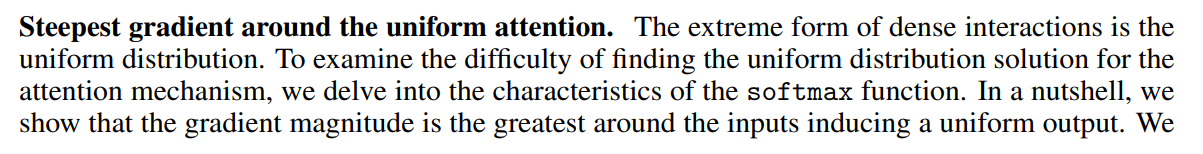 Steepest gradient around the uniform attention. The extreme form of dense interactions is the
uniform distribution. To examine the difficulty of finding the uniform distribution solution for the
attention mechanism, we delve into the characteristics of the softmax function. In a nutshell, we
show that the gradient magnitude is the greatest around the inputs inducing a uniform output. We